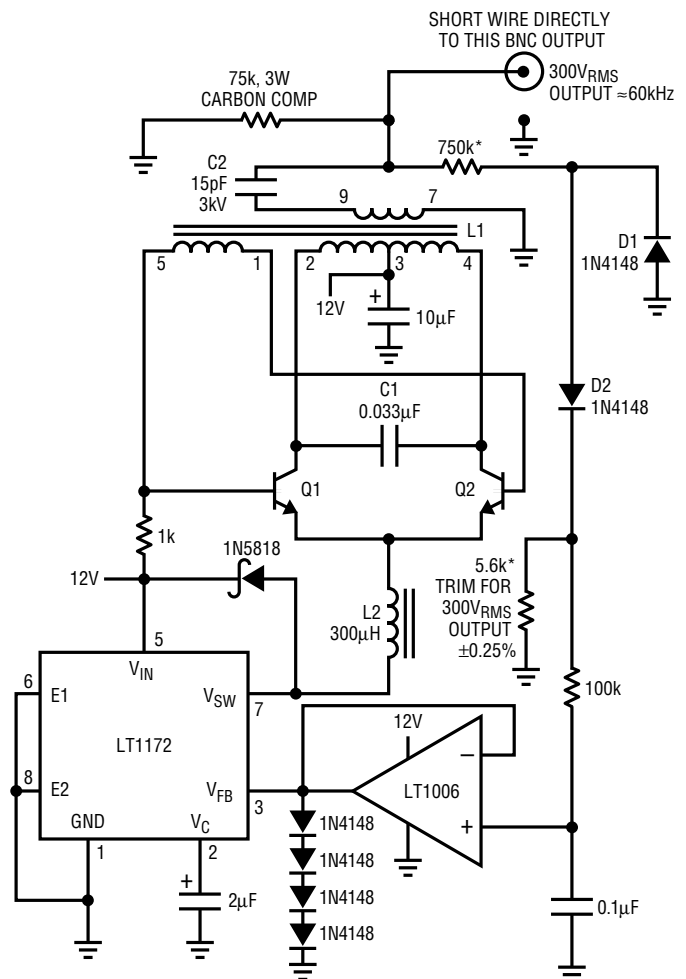 SHORT WIRE DIRECTLY
TO THIS BNC OUTPUT
75k, 3W
CARBON COMP
300VRMS
OUTPUT ≈60kHz
750k*
C2
15pF
3kV
9
7
L1
D1
1N4148
5
1
2
3
4
12V
+
10µF
D2
1N4148
C1
0.033µF
Q1
Q2
1k
1N5818
12V
5.6k*
TRIM FOR
300VRMS
OUTPUT
±0.25%
L2
300µH
5
VIN
6
E1
VSW
7
100k
LT1172
12V
8
E2
VFB
3
LT1006
–
+
GND
VC
1
2
1N4148
1N4148
1N4148
1N4148
+
2µF
0.1µF